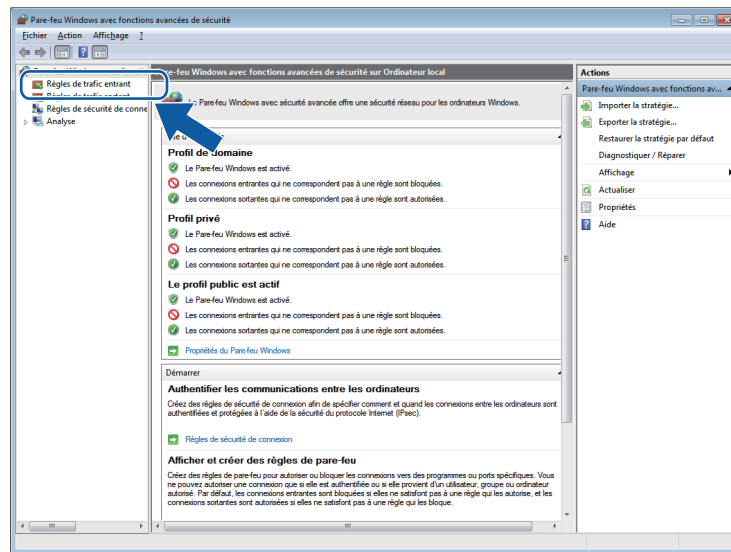 Pare-feu Windows avec fonctions avancées de sécurité
Fichier Action Affichage ?
Règles de trafic entrant
Règles de trafic sortant
Règles de sécurité de conne
Analyse
e-feu Windows avec fonctions avancées de sécurité sur Ordinateur local
Le Pare-feu Windows avec sécurité avancée offre une sécurité réseau pour les ordinateurs Windows.
Profil de domaine
Le Pare-feu Windows est activé.
Les connexions entrantes qui ne correspondent pas à une règle sont bloquées.
Les connexions sortantes qui ne correspondent pas à une règle sont autorisées.
Profil privé
Le Pare-feu Windows est activé.
Les connexions entrantes qui ne correspondent pas à une règle sont bloquées.
Les connexions sortantes qui ne correspondent pas à une règle sont autorisées.
Le profil public est actif
Le Pare-feu Windows est activé.
Les connexions entrantes qui ne correspondent pas à une règle sont bloquées.
Les connexions sortantes qui ne correspondent pas à une règle sont autorisées.
Propriétés du Pare-feu Windows
Démarrer
Authentifier les communications entre les ordinateurs
Créez des règles de sécurité de connexion afin de spécifier comment et quand les connexions entre les ordinateurs sont
authentifiées et protégées à l'aide de la sécurité du protocole Internet (IPsec).
Règles de sécurité de connexion
Afficher et créer des règles de pare-feu
Créez des règles de pare-feu pour autoriser ou bloquer les connexions vers des programmes ou ports spécifiques. Vous
ne pouvez autoriser une connexion que si elle est authentifiée ou si elle provient d'un utilisateur, groupe ou ordinateur
autorisé. Par défaut, les connexions entrantes sont bloquées si elles ne satisfont pas à une règle qui les autorise, et les
connexions sortantes sont autorisées si elles ne satisfont pas à une règle qui les bloque.
Actions
Pare-feu Windows avec fonctions av...
Importer la stratégie...
Exporter la stratégie...
Restaurer la stratégie par défaut
Diagnostiquer / Réparer
Affichage
Actualiser
Propriétés
Aide